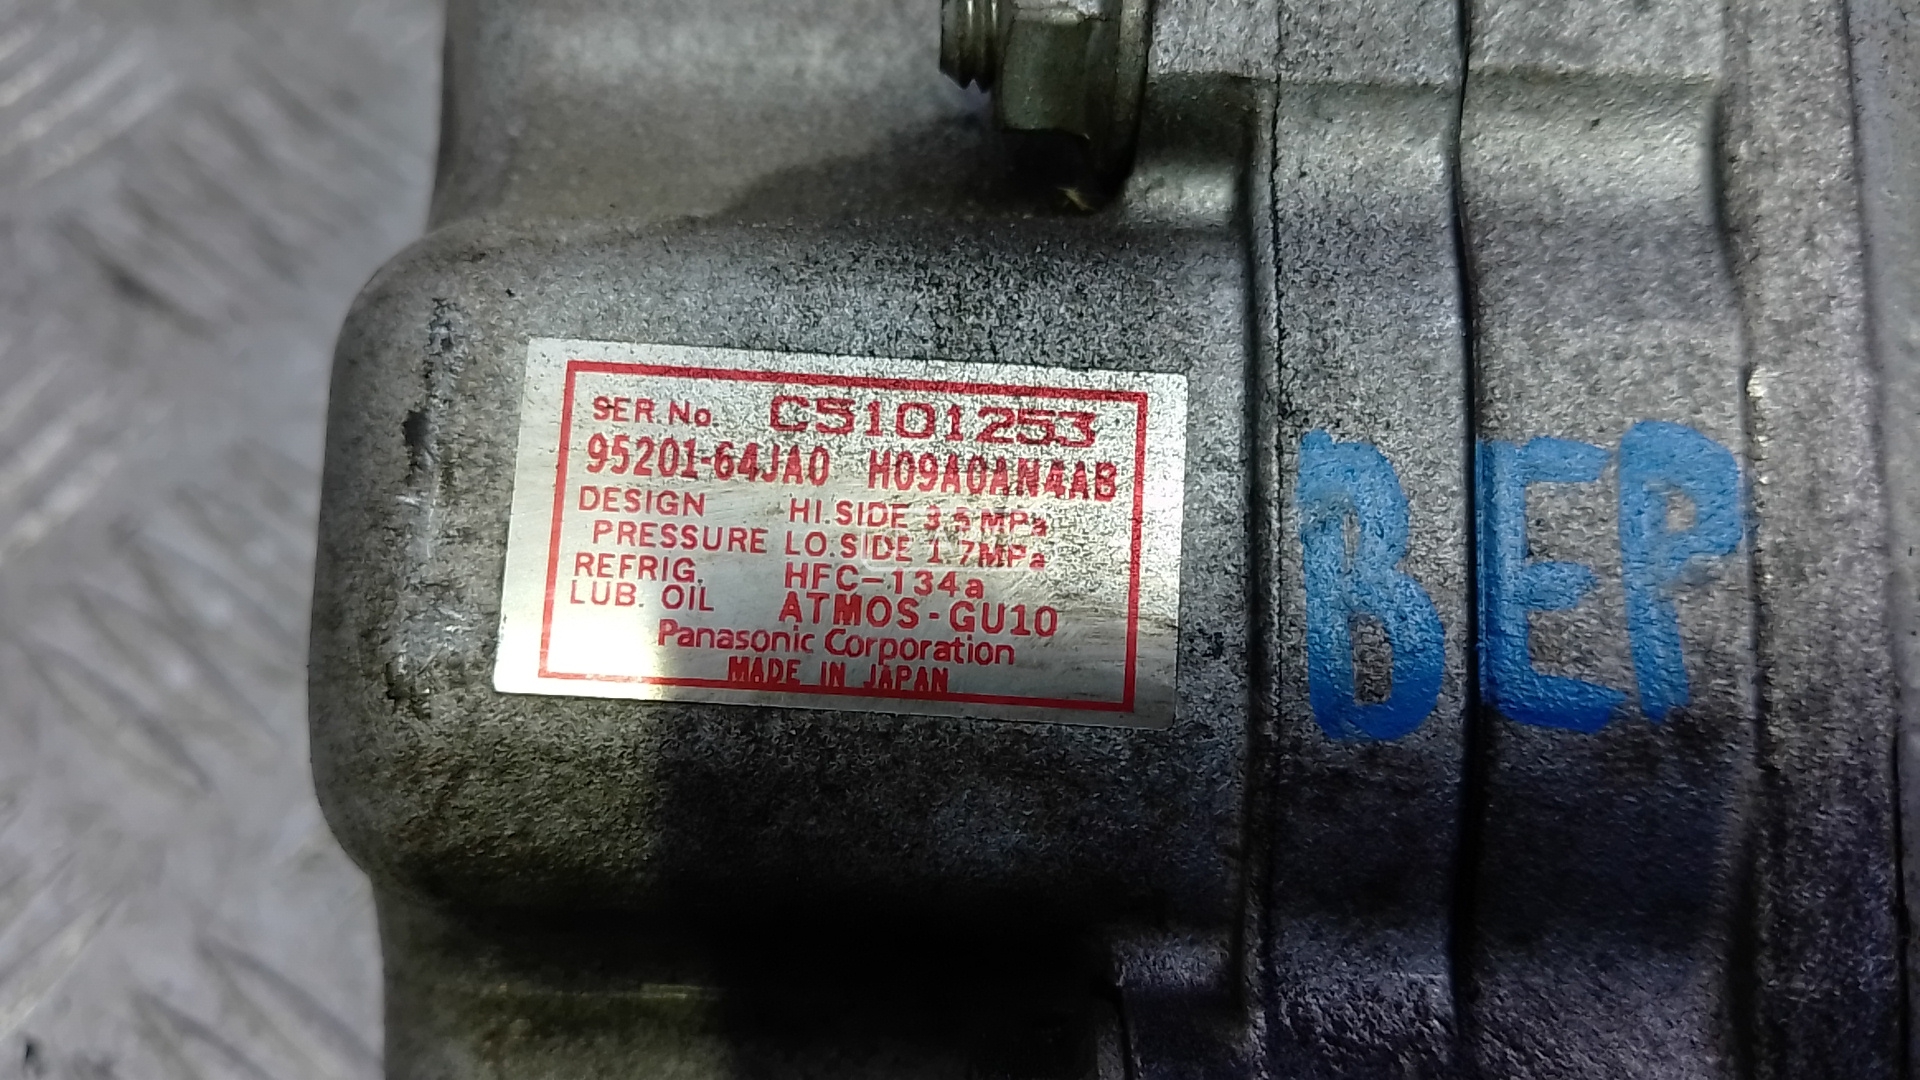 SER.No. C5101253
95201-64JA0 H09A0AN4AB
DESIGN HI.SIDE 3.5MPa
PRESSURE LO.SIDE 1.7MPa
REFRIG. HFC-134a
LUB. OIL ATMOS-GU10
Panasonic Corporation
MADE IN JAPAN
BEP